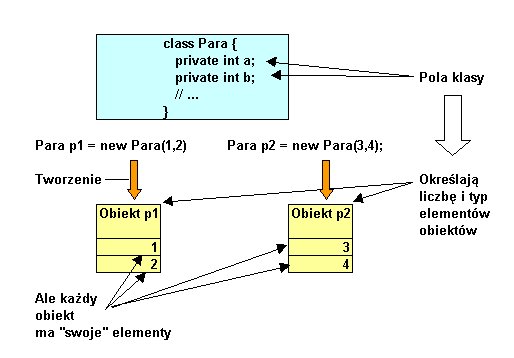 class Para {
private int a;
private int b;
// ...
}
Pola klasy
Para p1 = new Para(1,2)
Para p2 = new Para(3,4);
Tworzenie
Określają
liczbę i typ
elementów
obiektów
Obiekt p1
1
2
Obiekt p2
3
4
Ale każdy
obiekt
ma "swoje" elementy